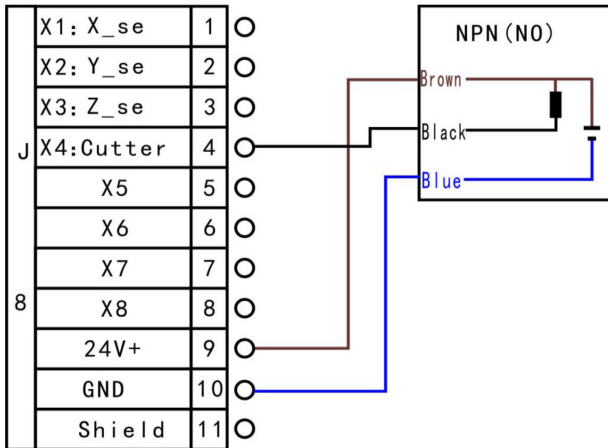 X1: X_se 1
X2: Y_se 2
X3: Z_se 3
J
X4:Cutter 4
X5 5
X6 6
X7 7
X8 8
8
24V+ 9
GND 10
Shield 11
NPN(NO)
Brown
Black
Blue